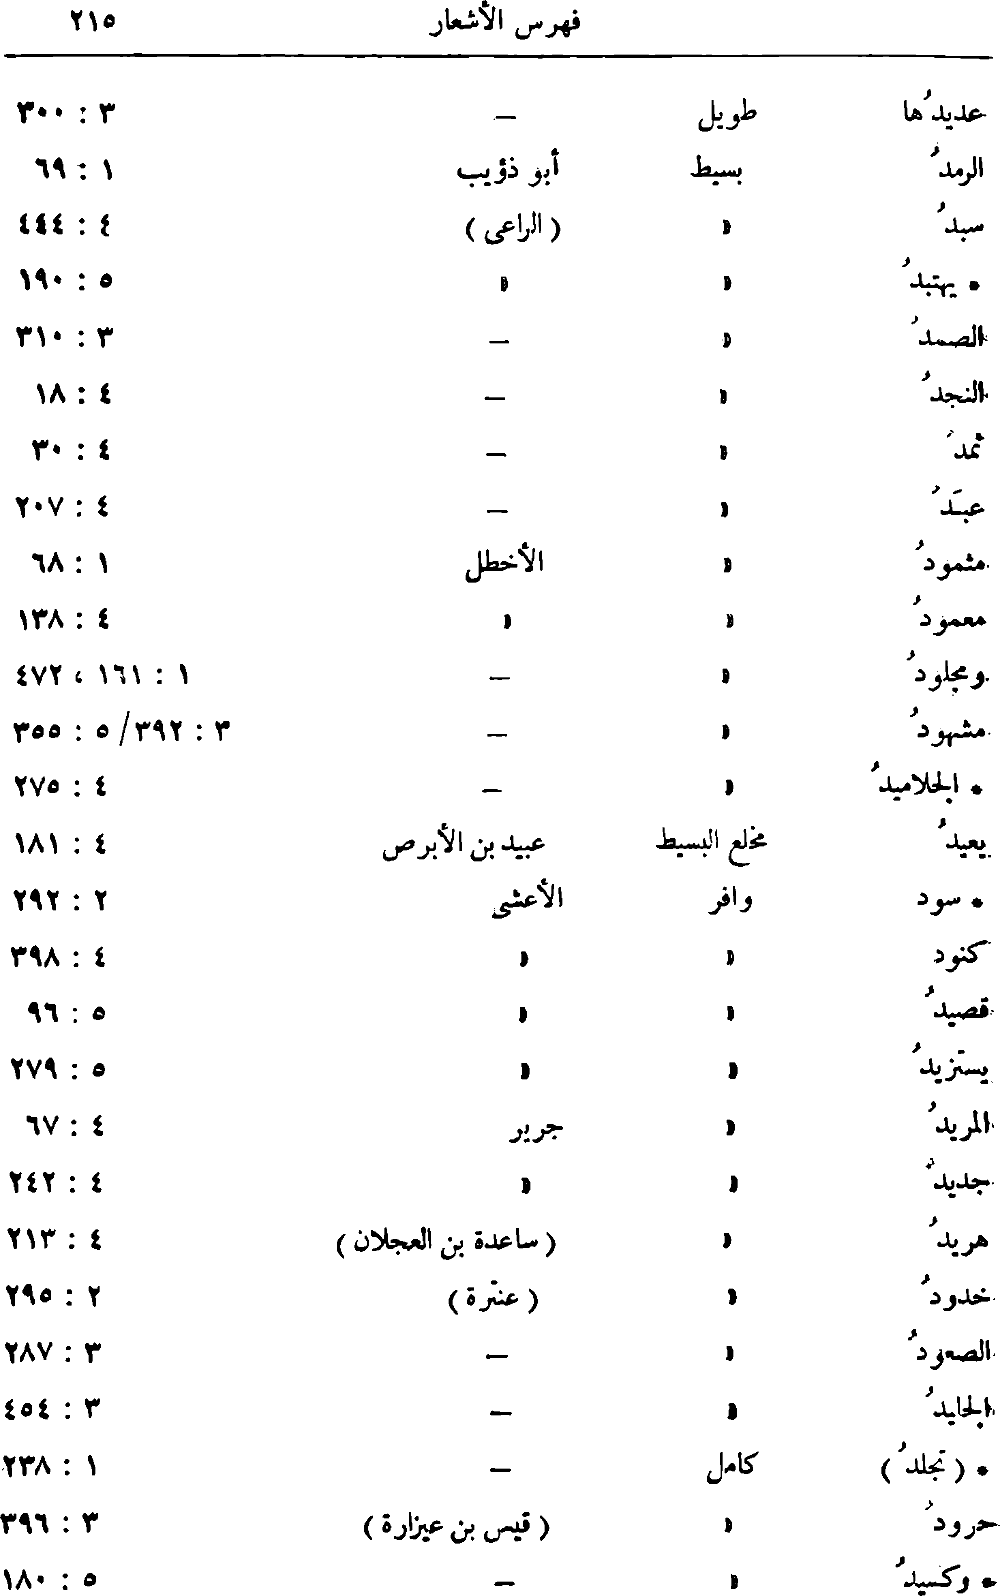 فهرس الأشعار ٢١٥
عديدُها طويل — ٣ : ٣٠٠
الرمدُ بسيط أبو ذؤيب ١ : ٦٩
سبدُ » (الراعى) ٤ : ٤٤٤
* يهتبدُ » » ٥ : ١٩٠
الصمدُ » — ٣ : ٣١٠
النجدُ » — ٤ : ١٨
ثمدُ » — ٤ : ٣٠
عبَدُ » — ٤ : ٢٠٧
مثمودُ » الأخطل ١ : ٦٨
معمودُ » » ٤ : ١٣٨
ومجلودُ » — ١ : ١٦١ ، ٤٧٢
مشهودُ » — ٣ : ٣٩٢/ ٥ : ٣٥٥
* الجلاميدُ » — ٤ : ٢٧٥
يعيدُ مخلع البسيط عبيد بن الأبرص ٤ : ١٨١
* سود وافر الأعشى ٢ : ٢٩٢
كنود » » ٤ : ٣٩٨
قصيدُ » » ٥ : ٩٦
يستزيدُ » » ٥ : ٢٧٩
المريدُ » جرير ٤ : ٦٧
جديدُ » » ٤ : ٢٤٢
هريدُ » (ساعدة بن العجلان) ٤ : ٢١٣
خدودُ » (عنترة) ٢ : ٢٩٥
الصعودُ » — ٣ : ٢٨٧
الجايدُ » — ٣ : ٤٥٤
* (تجلدُ) كامل — ١ : ٢٣٨
حرودُ » (قيس بن عيزارة) ٣ : ٣٩٦
* وكسيدُ » — ٥ : ١٨٠